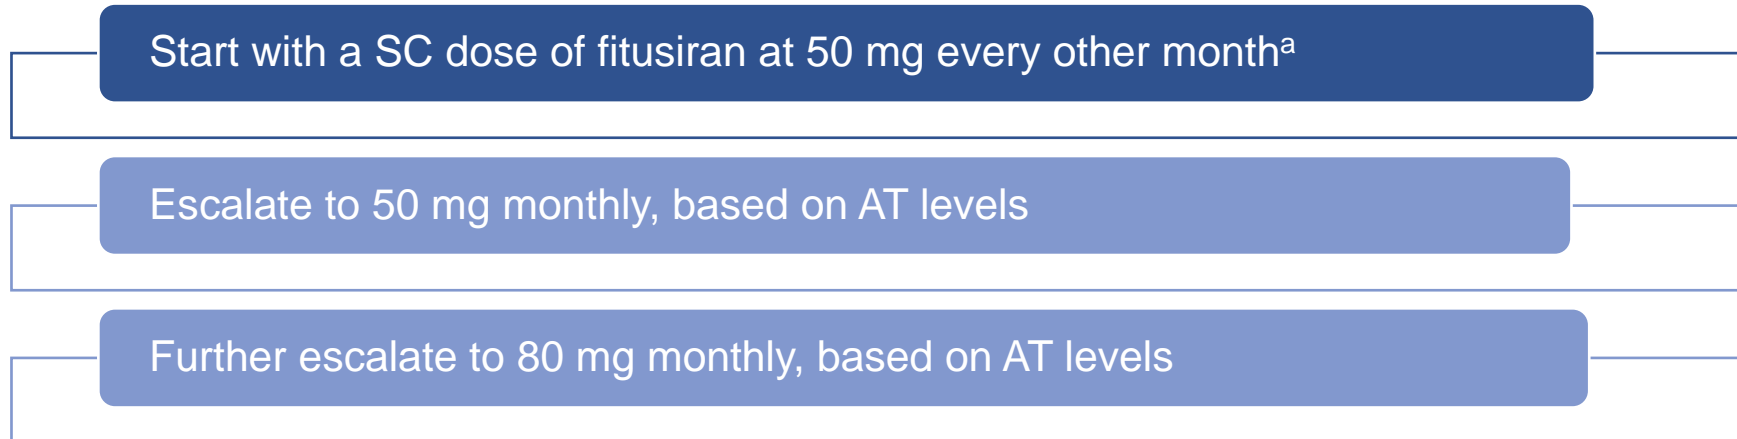 Start with a SC dose of fitusiran at 50 mg every other monthᵃ
Escalate to 50 mg monthly, based on AT levels
Further escalate to 80 mg monthly, based on AT levels